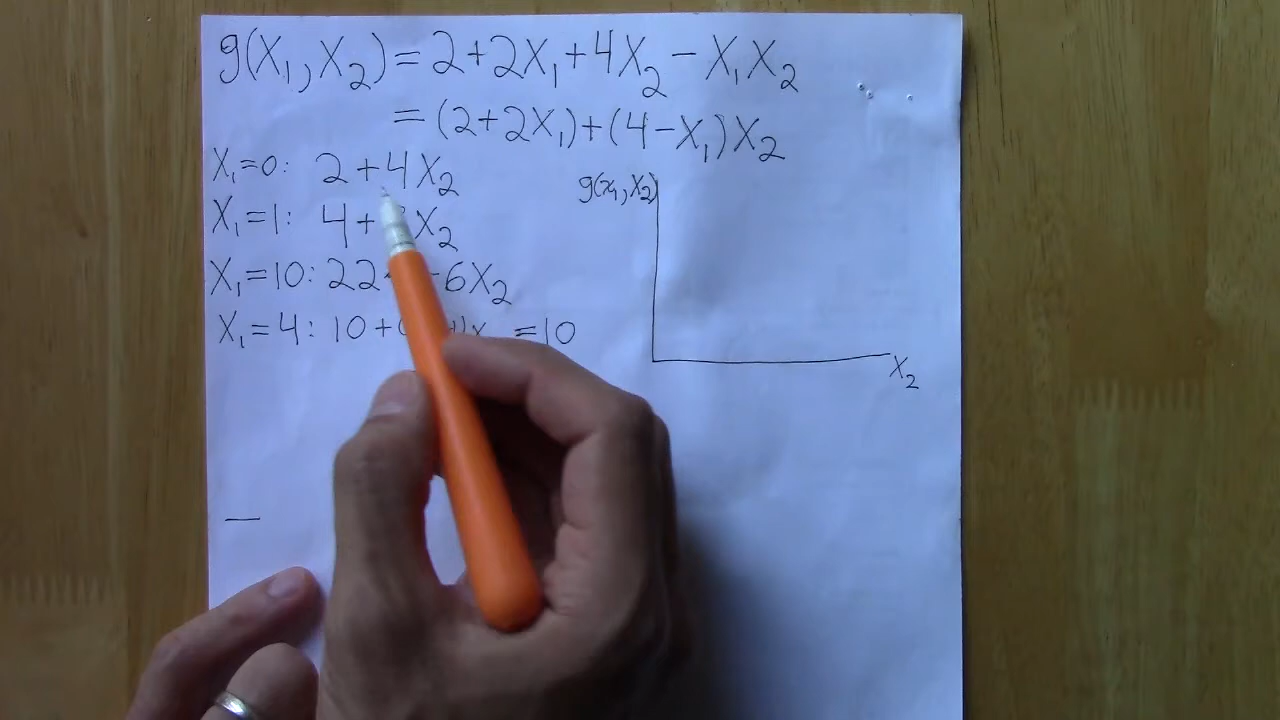 g(X₁, X₂) = 2 + 2X₁ + 4X₂ − X₁X₂
= (2 + 2X₁) + (4 − X₁)X₂
X₁ = 0: 2 + 4X₂
X₁ = 1: 4 + X₂
X₁ = 10: 22 − 6X₂
X₁ = 4: 10 + = 10
g(x₁, X₂)
X₂